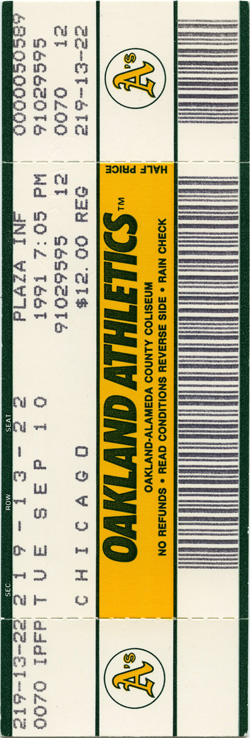 219-13-22
0070 IPFP
A's
SEC ROW SEAT
219-13-22 PLAZA INF
TUE SEP 10 1991 7:05 PM
91029595 12
CHICAGO $12.00 REG
OAKLAND ATHLETICS™
OAKLAND-ALAMEDA COUNTY COLISEUM
NO REFUNDS • READ CONDITIONS REVERSE SIDE • RAIN CHECK
HALF PRICE
0000050589
91029595
0070 12
219-13-22
A's